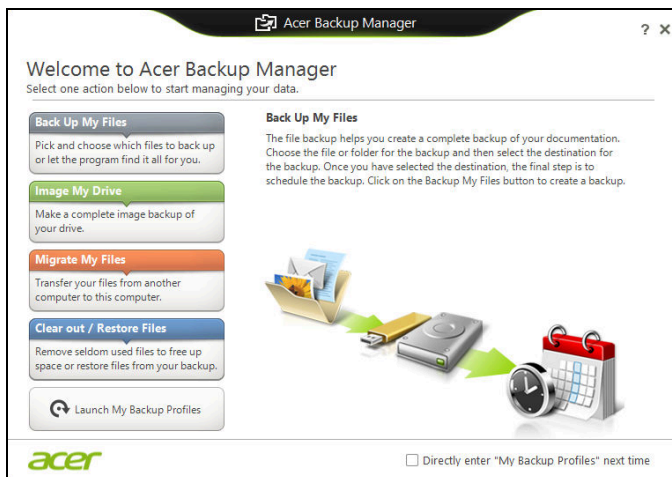 Acer Backup Manager
? X
Welcome to Acer Backup Manager
Select one action below to start managing your data.
Back Up My Files
Pick and choose which files to back up
or let the program find it all for you.
Image My Drive
Make a complete image backup of
your drive.
Migrate My Files
Transfer your files from another
computer to this computer.
Clear out / Restore Files
Remove seldom used files to free up
space or restore files from your backup.
Launch My Backup Profiles
Back Up My Files
The file backup helps you create a complete backup of your documentation.
Choose the file or folder for the backup and then select the destination for
the backup. Once you have selected the destination, the final step is to
schedule the backup. Click on the Backup My Files button to create a backup.
acer
Directly enter "My Backup Profiles" next time